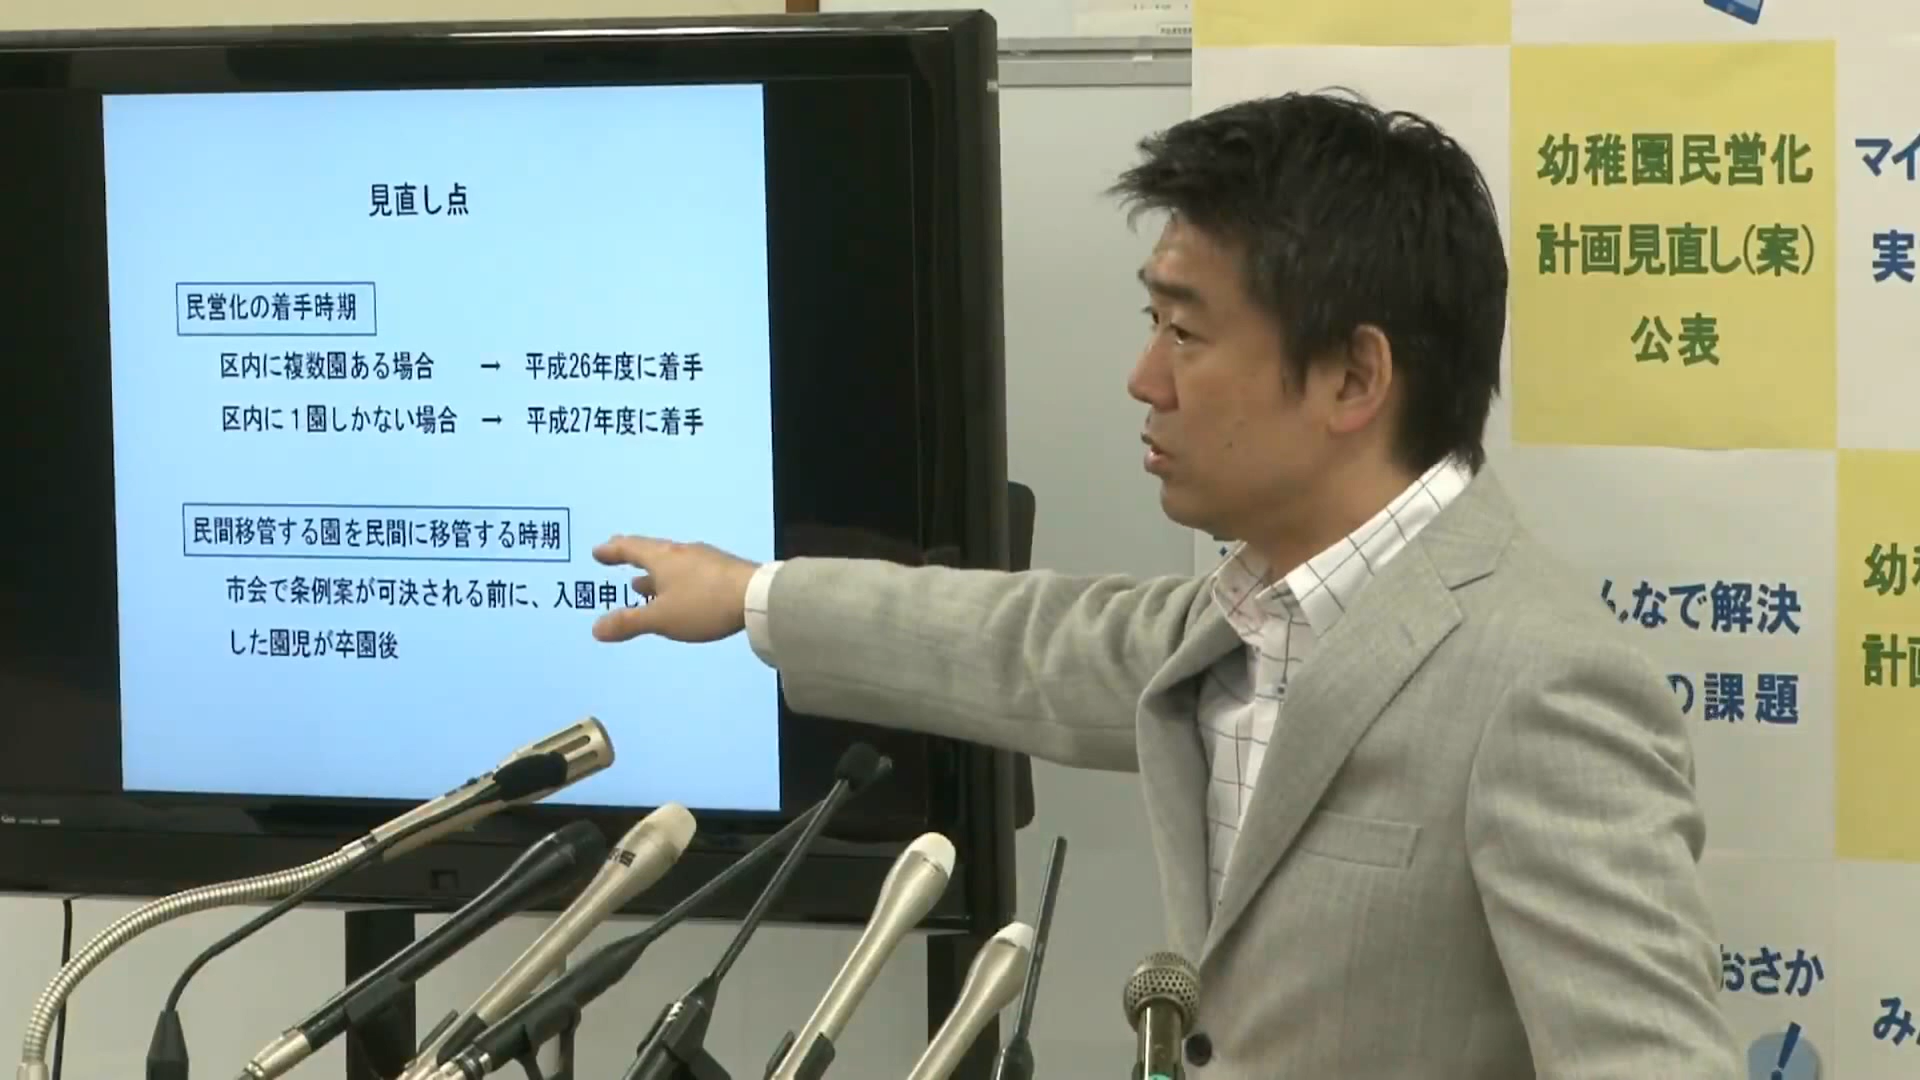 見直し点
民営化の着手時期
区内に複数園ある場合 → 平成26年度に着手
区内に1園しかない場合 → 平成27年度に着手
民間移管する園を民間に移管する時期
市会で条例案が可決される前に、入園申し
した園児が卒園後
幼稚園民営化
計画見直し(案)
公表
マイ
実
んなで解決
の課題
幼稚
計画
おさか
み